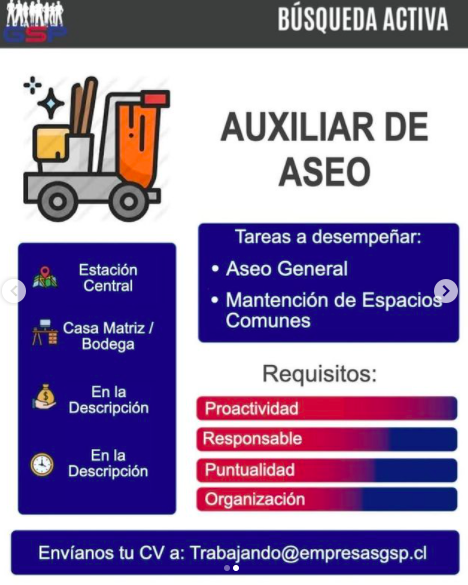 GSP
BÚSQUEDA ACTIVA
AUXILIAR DE
ASEO
Estación
Central
Casa Matriz /
Bodega
En la
Descripción
En la
Descripción
Tareas a desempeñar:
• Aseo General
• Mantención de Espacios
Comunes
Requisitos:
Proactividad
Responsable
Puntualidad
Organización
Envíanos tu CV a: Trabajando@empresasgsp.cl